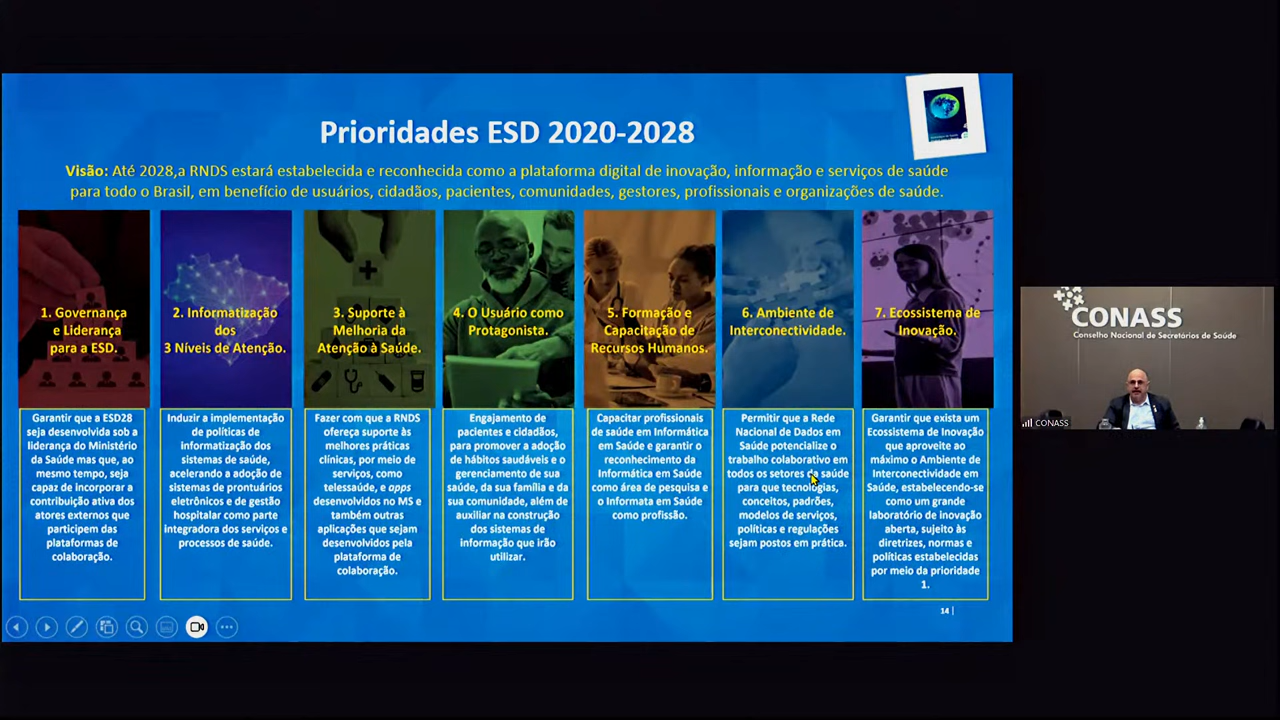 Prioridades ESD 2020-2028
Visão: Até 2028,a RNDS estará estabelecida e reconhecida como a plataforma digital de inovação, informação e serviços de saúde
para todo o Brasil, em benefício de usuários, cidadãos, pacientes, comunidades, gestores, profissionais e organizações de saúde.
1. Governança
e Liderança
para a ESD.
Garantir que a ESD28
seja desenvolvida sob a
liderança do Ministério
da Saúde mas que, ao
mesmo tempo, seja
capaz de incorporar a
contribuição ativa dos
atores externos que
participam das
plataformas de
colaboração.
2. Informatização
dos
3 Níveis de Atenção.
Induzir a implementação
de políticas de
informatização dos
sistemas de saúde,
acelerando a adoção de
sistemas de prontuários
eletrônicos e de gestão
hospitalar como parte
integradora dos serviços e
processos de saúde.
3. Suporte à
Melhoria da
Atenção à Saúde.
Fazer com que a RNDS
ofereça suporte às
melhores práticas
clínicas, por meio de
serviços, como
telessaúde, e apps
desenvolvidos no MS e
também outras
aplicações que sejam
desenvolvidos pela
plataforma de
colaboração.
4. O Usuário como
Protagonista.
Engajamento de
pacientes e cidadãos,
para promover a adoção
de hábitos saudáveis e o
gerenciamento de sua
saúde, da sua família e da
sua comunidade, além de
auxiliar na construção
dos sistemas de
informação que irão
utilizar.
5. Formação e
Capacitação de
Recursos Humanos.
Capacitar profissionais
de saúde em Informática
em Saúde e garantir o
reconhecimento da
Informática em Saúde
como área de pesquisa e
o Informata em Saúde
como profissão.
6. Ambiente de
Interconectividade.
Permitir que a Rede
Nacional de Dados em
Saúde potencialize o
trabalho colaborativo em
todos os setores da saúde
para que tecnologias,
conceitos, padrões,
modelos de serviços,
políticas e regulações
sejam postos em prática.
7. Ecossistema de
Inovação.
Garantir que exista um
Ecossistema de Inovação
que aproveite ao
máximo o Ambiente de
Interconectividade em
Saúde, estabelecendo-se
como um grande
laboratório de inovação
aberta, sujeito às
diretrizes, normas e
políticas estabelecidas
por meio da prioridade
1.
14
CONASS
Conselho Nacional de Secretários de Saúde
CONASS